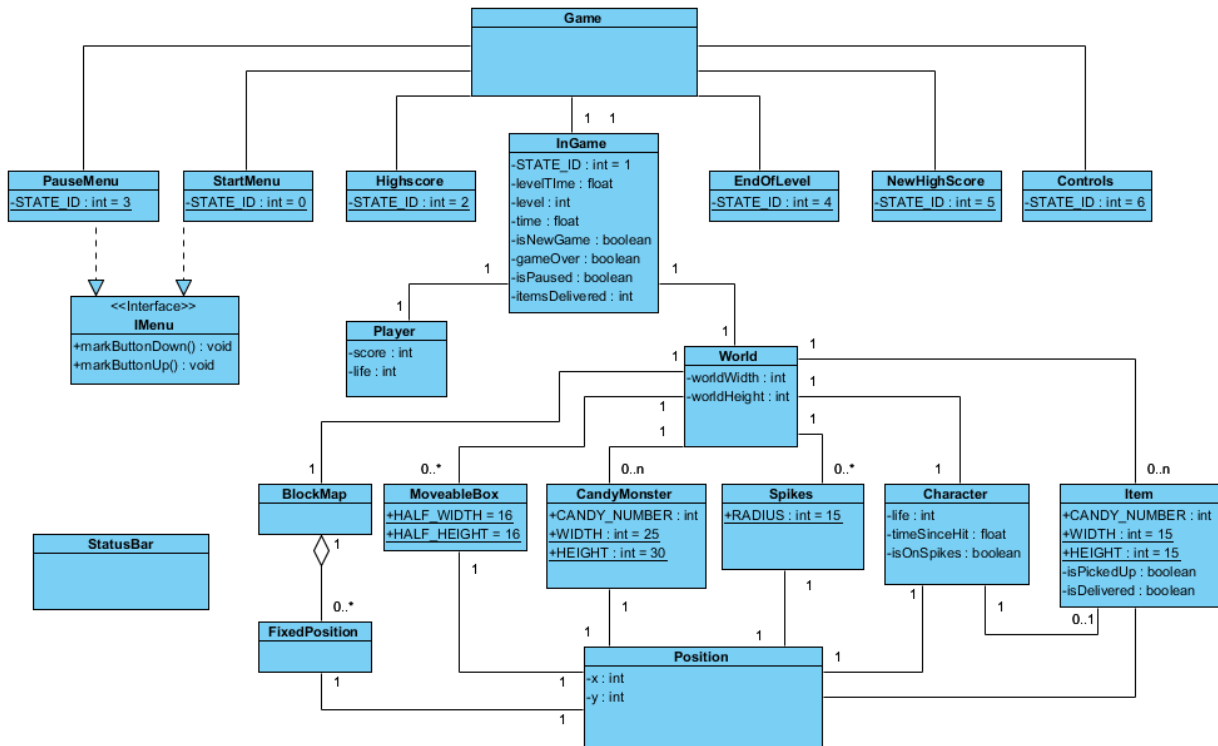 Game
1 1
InGame
-STATE_ID : int = 1
-levelTIme : float
-level : int
-time : float
-isNewGame : boolean
-gameOver : boolean
-isPaused : boolean
-itemsDelivered : int
PauseMenu
-STATE_ID : int = 3
StartMenu
-STATE_ID : int = 0
Highscore
-STATE_ID : int = 2
EndOfLevel
-STATE_ID : int = 4
NewHighScore
-STATE_ID : int = 5
Controls
-STATE_ID : int = 6
<<Interface>>
IMenu
+markButtonDown() : void
+markButtonUp() : void
1
1
1
1
Player
-score : int
-life : int
World
-worldWidth : int
-worldHeight : int
1
1
1
1
1
1
1
0..*
0..n
0..*
1
0..n
BlockMap
MoveableBox
+HALF_WIDTH = 16
+HALF_HEIGHT = 16
CandyMonster
+CANDY_NUMBER : int
+WIDTH : int = 25
+HEIGHT : int = 30
Spikes
+RADIUS : int = 15
Character
-life : int
-timeSinceHit : float
-isOnSpikes : boolean
Item
+CANDY_NUMBER : int
+WIDTH : int = 15
+HEIGHT : int = 15
-isPickedUp : boolean
-isDelivered : boolean
StatusBar
1
0..*
1
1
1
1
1
0..1
FixedPosition
1
1
1
1
1
1
Position
-x : int
-y : int